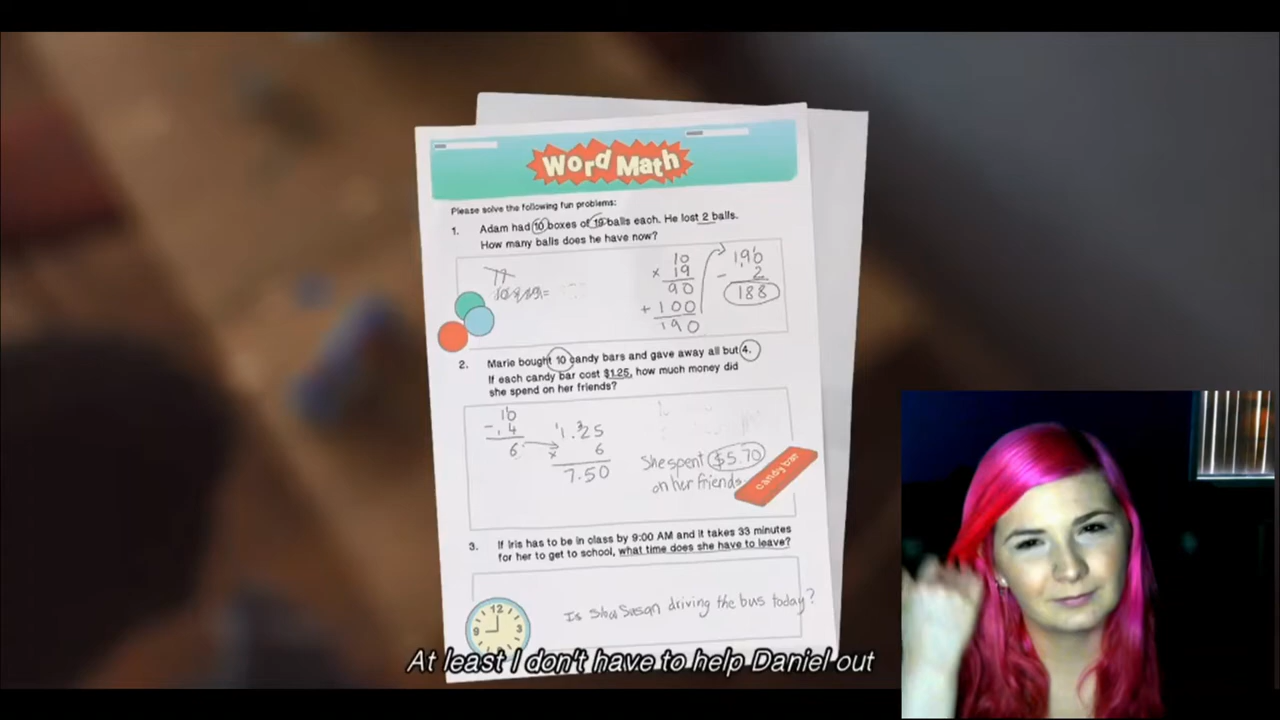 Word Math
Please solve the following fun problems:
1. Adam had 10 boxes of 19 balls each. He lost 2 balls.
How many balls does he have now?
10
x 19
90
+ 100
190
190
- 2
188
2. Marie bought 10 candy bars and gave away all but 4.
If each candy bar cost $1.25, how much money did
she spend on her friends?
10
- 4
6
1.25
x 6
7.50
She spent $5.70
on her friends.
candy bar
3. If Iris has to be in class by 9:00 AM and it takes 33 minutes
for her to get to school, what time does she have to leave?
12
9 3
Is Susan driving the bus today?
At least I don't have to help Daniel out